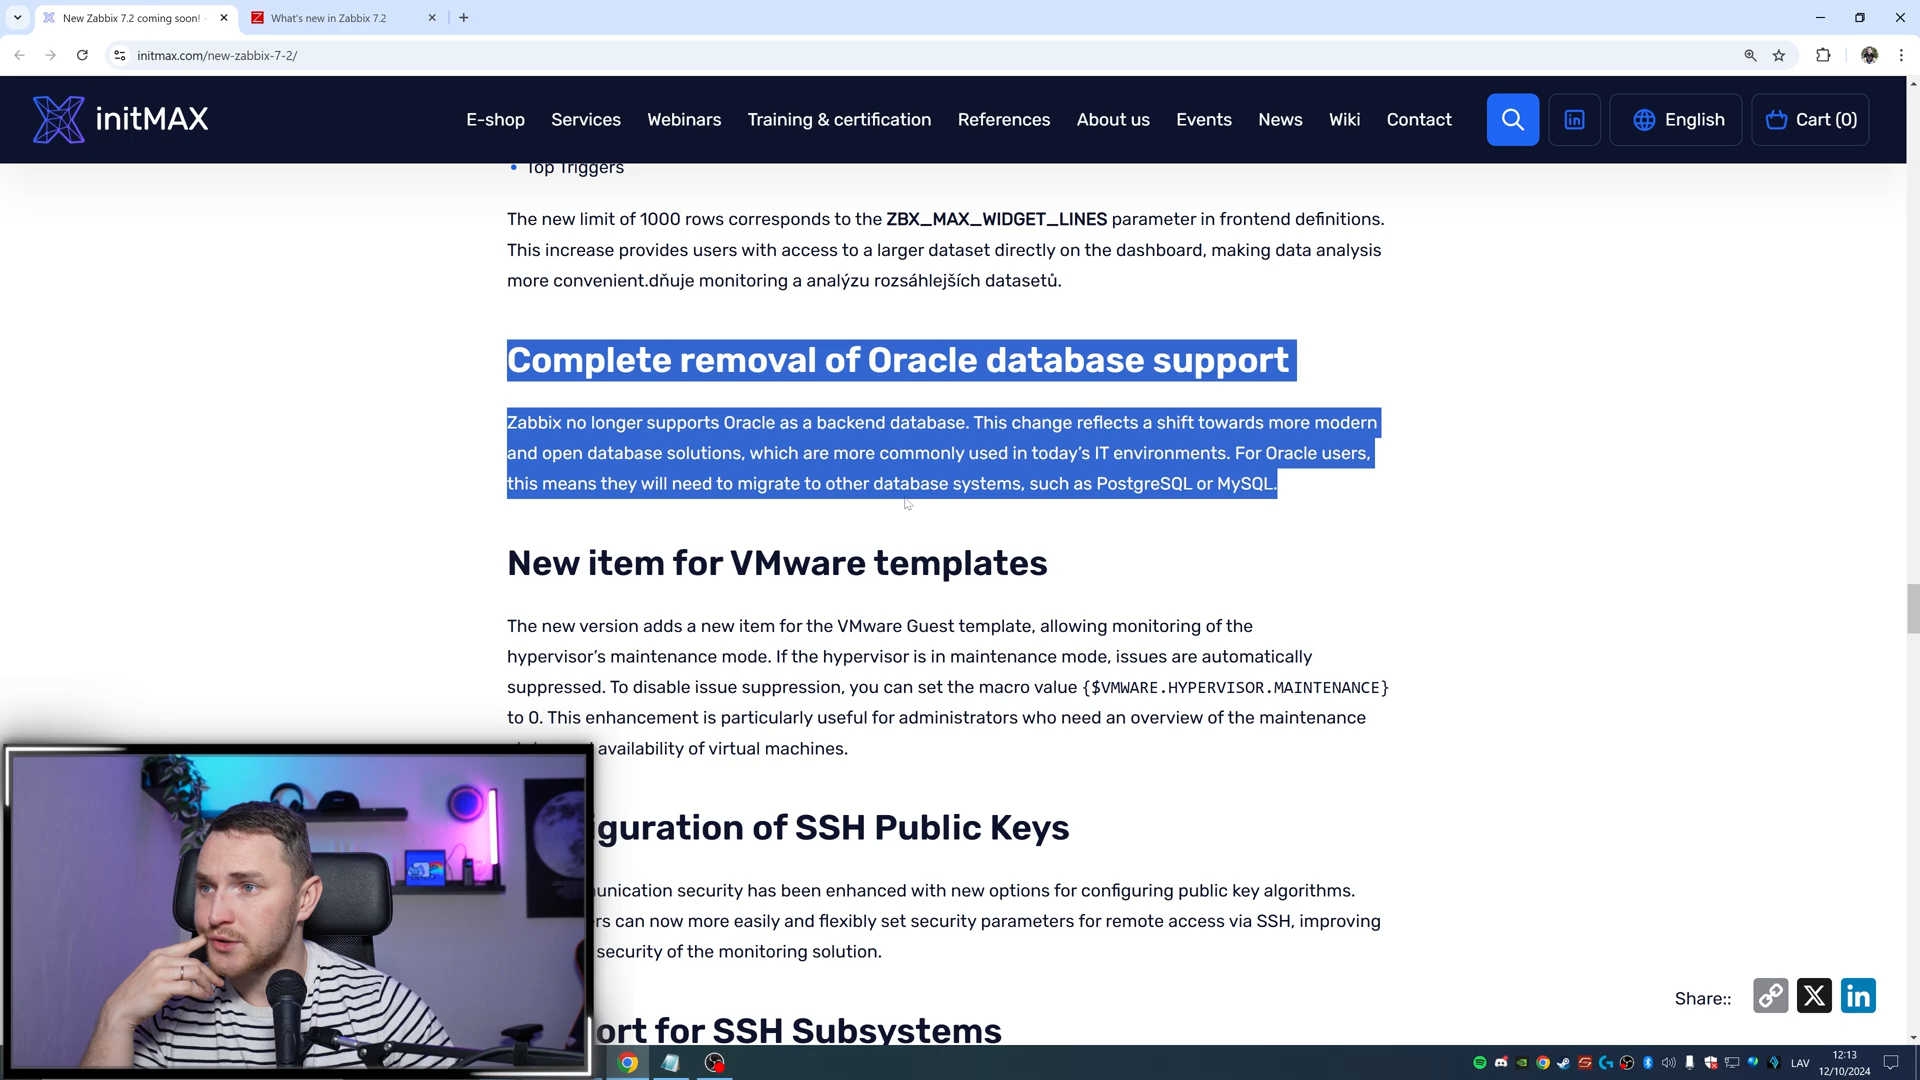 New Zabbix 7.2 coming soon! -
What's new in Zabbix 7.2
initmax.com/new-zabbix-7-2/
initMAX
E-shop
Services
Webinars
Training & certification
References
About us
Events
News
Wiki
Contact
English
Cart (0)
Top Triggers
The new limit of 1000 rows corresponds to the ZBX_MAX_WIDGET_LINES parameter in frontend definitions.
This increase provides users with access to a larger dataset directly on the dashboard, making data analysis
more convenient.dňuje monitoring a analýzu rozsáhlejších datasetů.
Complete removal of Oracle database support
Zabbix no longer supports Oracle as a backend database. This change reflects a shift towards more modern
and open database solutions, which are more commonly used in today's IT environments. For Oracle users,
this means they will need to migrate to other database systems, such as PostgreSQL or MySQL.
New item for VMware templates
The new version adds a new item for the VMware Guest template, allowing monitoring of the
hypervisor's maintenance mode. If the hypervisor is in maintenance mode, issues are automatically
suppressed. To disable issue suppression, you can set the macro value {$VMWARE.HYPERVISOR.MAINTENANCE}
to 0. This enhancement is particularly useful for administrators who need an overview of the maintenance
availability of virtual machines.
iguration of SSH Public Keys
unication security has been enhanced with new options for configuring public key algorithms.
rs can now more easily and flexibly set security parameters for remote access via SSH, improving
security of the monitoring solution.
ort for SSH Subsystems
Share::
LAV
12:13
12/10/2024